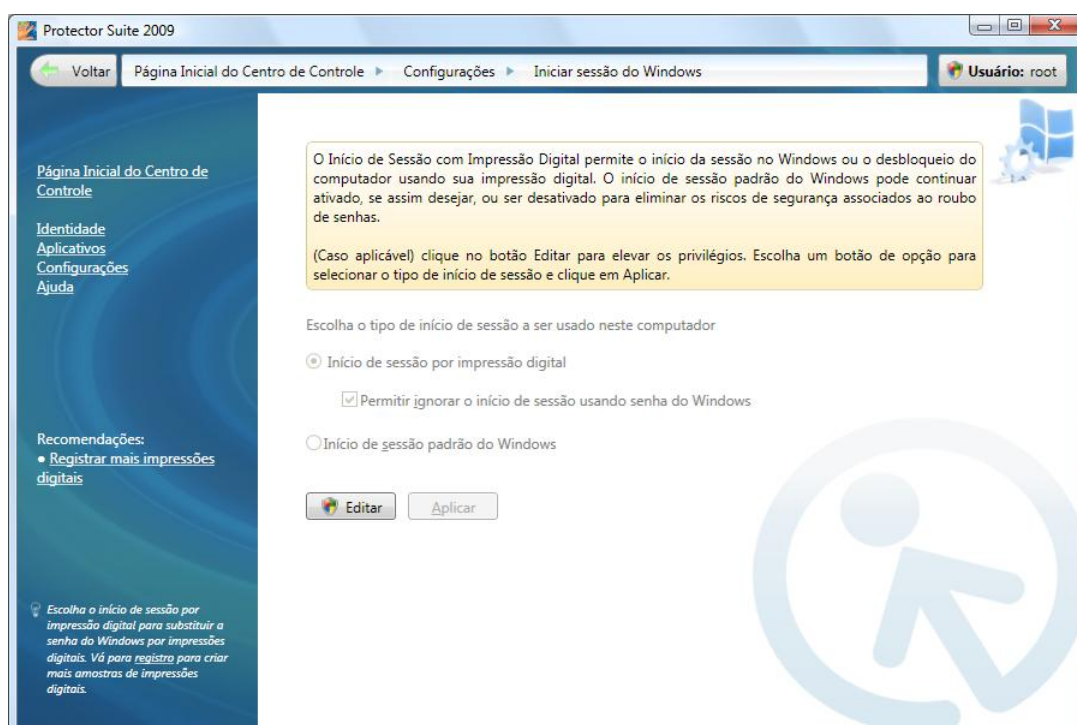 Protector Suite 2009
Voltar
Página Inicial do Centro de Controle
Configurações
Iniciar sessão do Windows
Usuário: root
Página Inicial do Centro de
Controle
Identidade
Aplicativos
Configurações
Ajuda
Recomendações:
• Registrar mais impressões
digitais
Escolha o início de sessão por
impressão digital para substituir a
senha do Windows por impressões
digitais. Vá para registro para criar
mais amostras de impressões
digitais.
O Início de Sessão com Impressão Digital permite o início da sessão no Windows ou o desbloqueio do
computador usando sua impressão digital. O início de sessão padrão do Windows pode continuar
ativado, se assim desejar, ou ser desativado para eliminar os riscos de segurança associados ao roubo
de senhas.
(Caso aplicável) clique no botão Editar para elevar os privilégios. Escolha um botão de opção para
selecionar o tipo de início de sessão e clique em Aplicar.
Escolha o tipo de início de sessão a ser usado neste computador
Início de sessão por impressão digital
Permitir ignorar o início de sessão usando senha do Windows
Início de sessão padrão do Windows
Editar
Aplicar